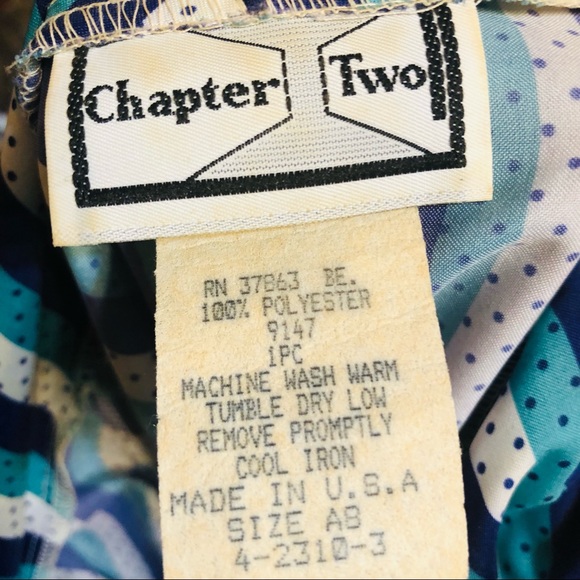 Chapter Two
RN 37863 BE.
100% POLYESTER
9147
1PC
MACHINE WASH WARM
TUMBLE DRY LOW
REMOVE PROMPTLY
COOL IRON
MADE IN U.S.A
SIZE A8
4-2310-3